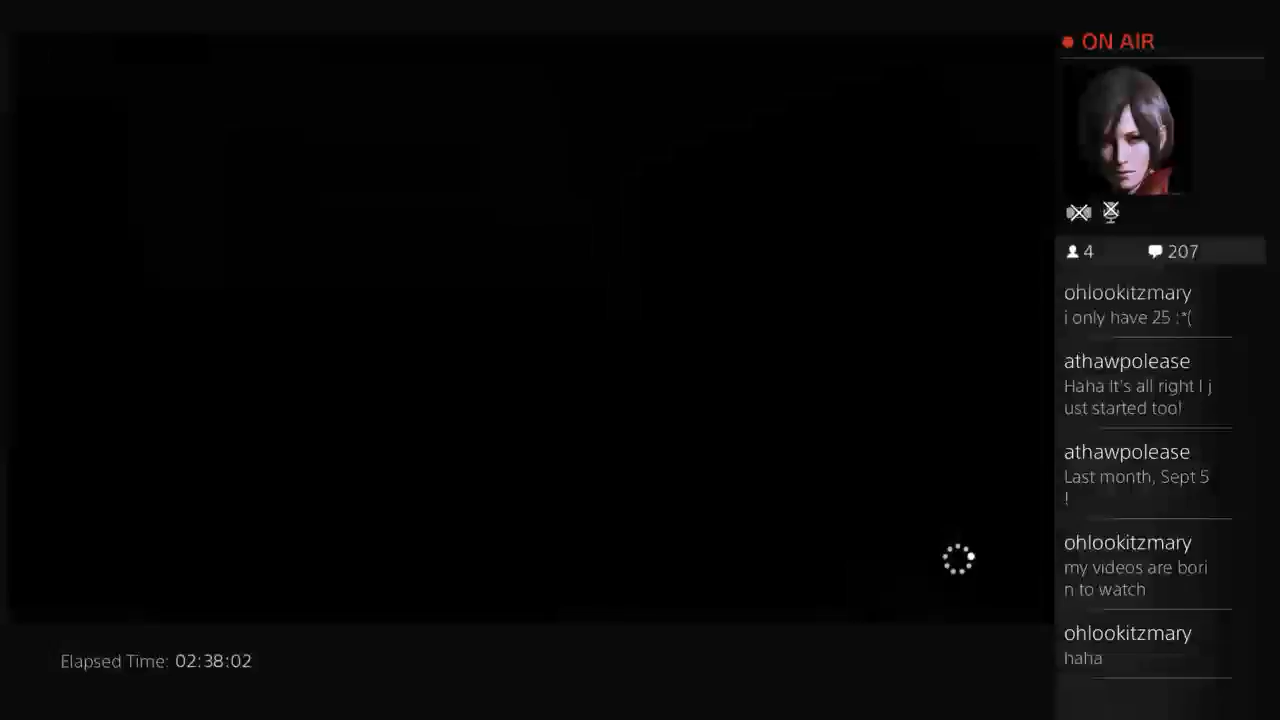 ON AIR
4 207
ohlookitzmary
i only have 25 :*(
athawpolease
Haha It's all right I j
ust started too!
athawpolease
Last month, Sept 5
!
ohlookitzmary
my videos are bori
n to watch
ohlookitzmary
haha
Elapsed Time: 02:38:02